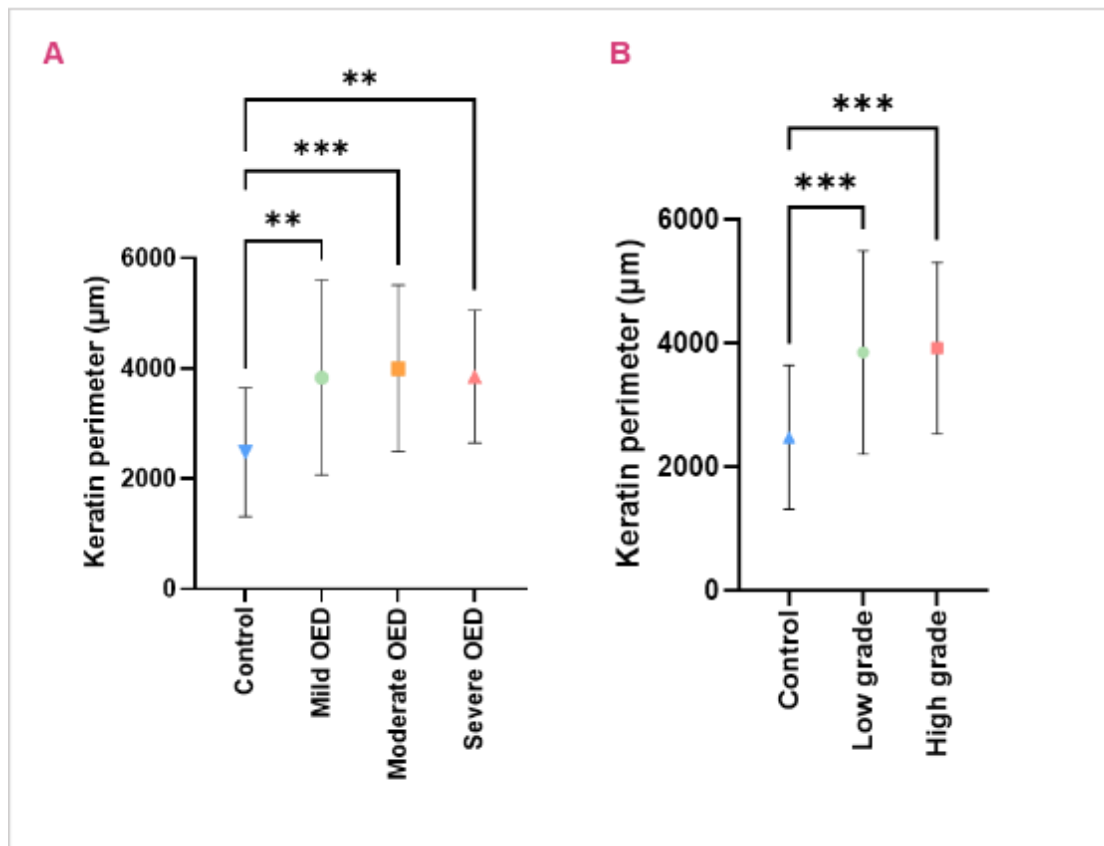 A
**
***
**
6000
4000
2000
0
Keratin perimeter (µm)
Control
Mild OED
Moderate OED
Severe OED
B
***
***
6000
4000
2000
0
Keratin perimeter (µm)
Control
Low grade
High grade